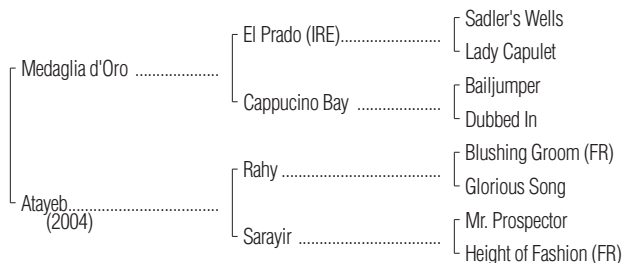 Sadler's Wells
El Prado (IRE)..........................
Lady Capulet
Medaglia d'Oro .....................
Bailjumper
Cappucino Bay .....................
Dubbed In
Blushing Groom (FR)
Rahy .........................................
Glorious Song
Atayeb......................................
(2004)
Mr. Prospector
Sarayir ....................................
Height of Fashion (FR)